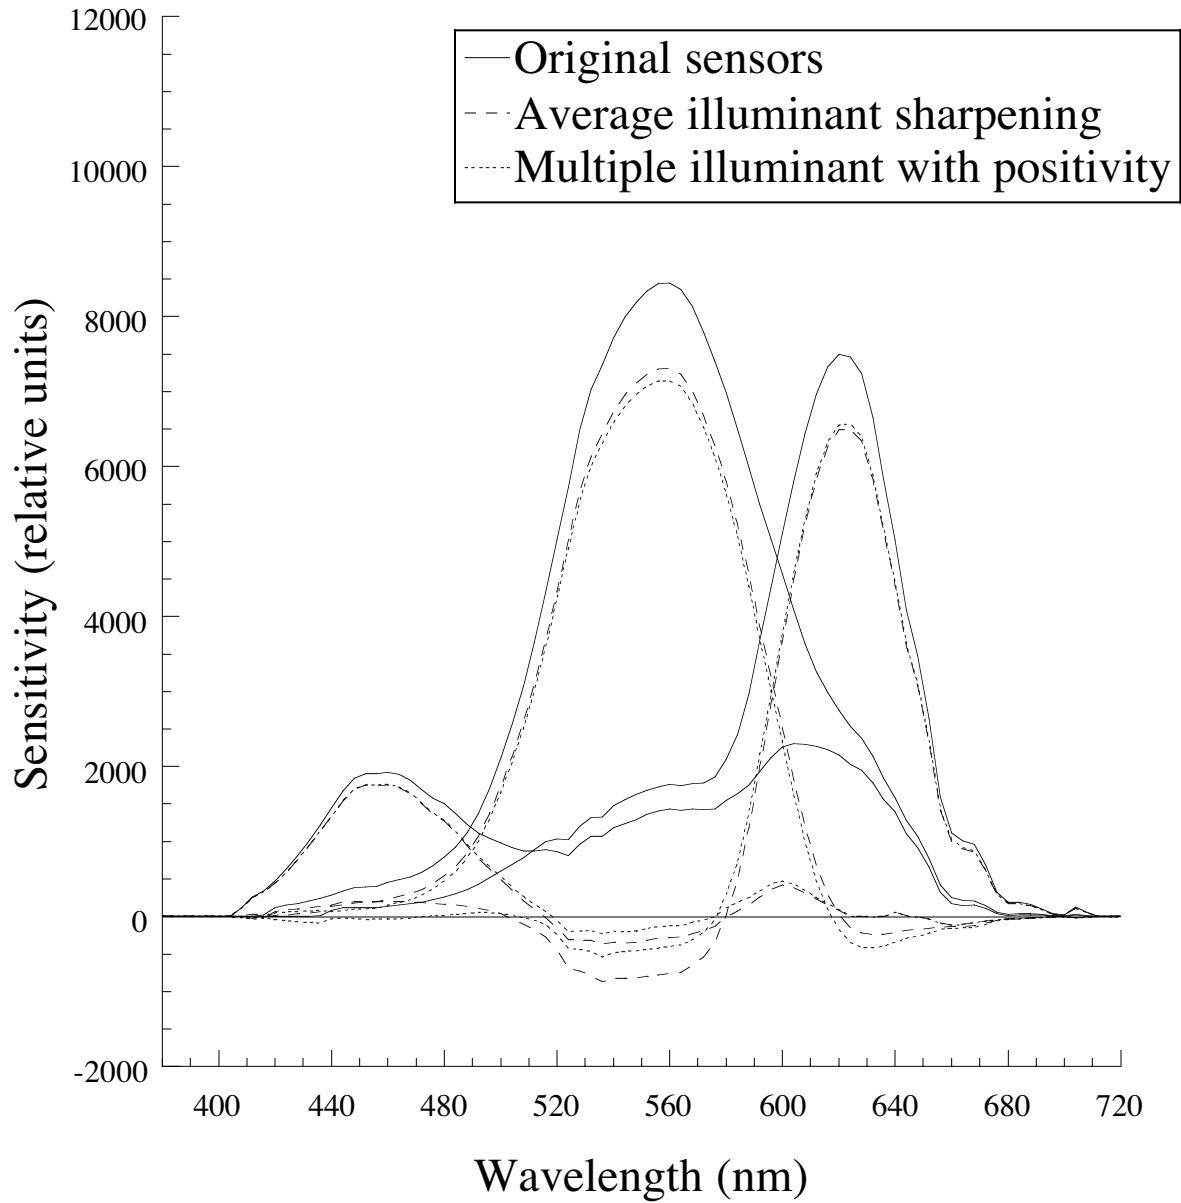 12000
10000
8000
6000
4000
2000
0
-2000
Sensitivity (relative units)
Original sensors
Average illuminant sharpening
Multiple illuminant with positivity
400 440 480 520 560 600 640 680 720
Wavelength (nm)